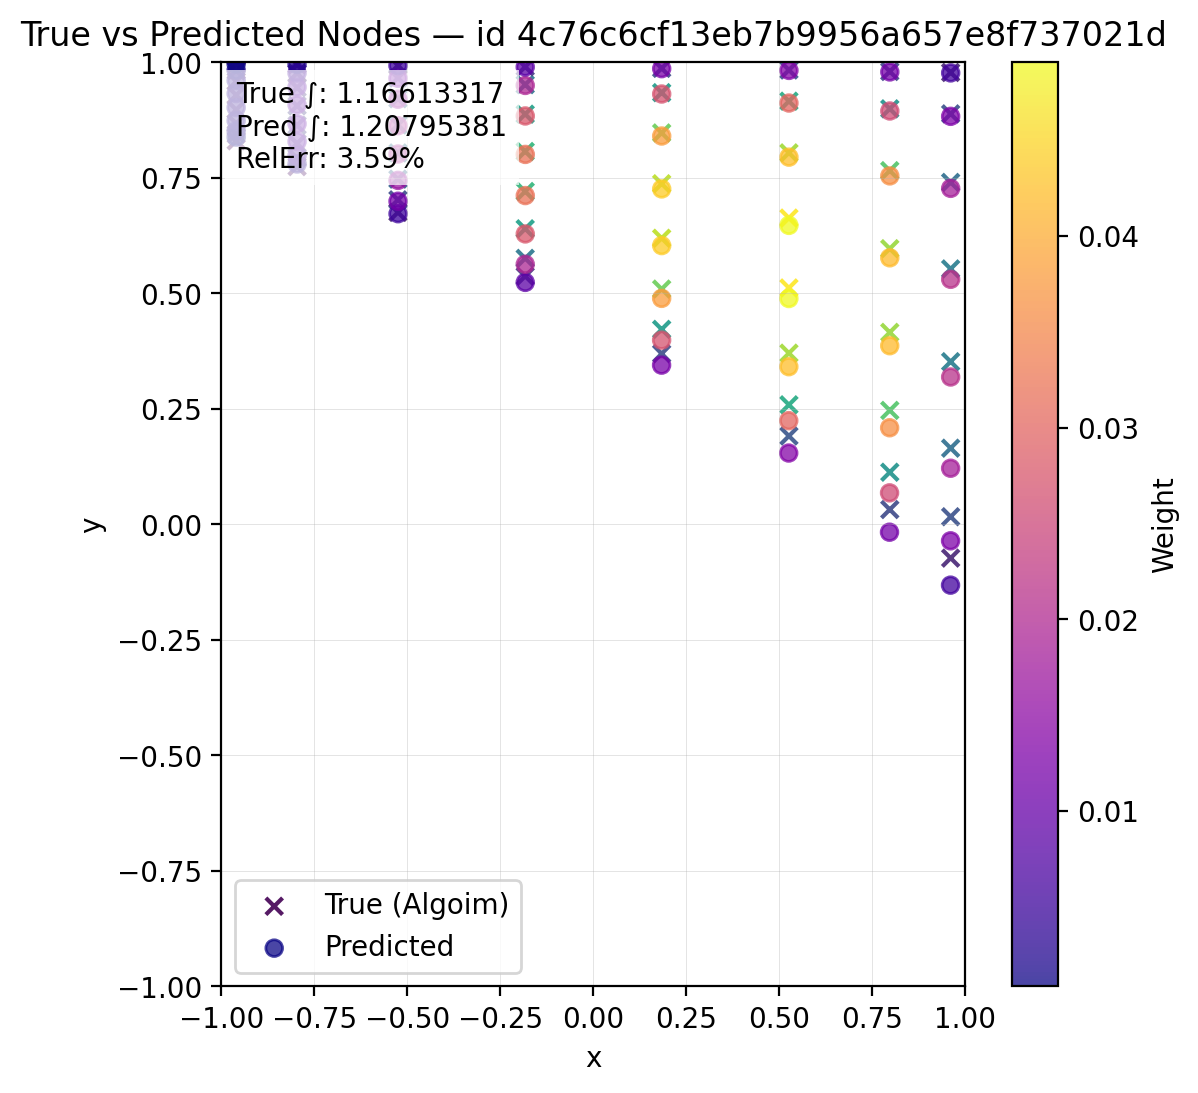 True vs Predicted Nodes — id 4c76c6cf13eb7b9956a657e8f737021d
True ∫: 1.16613317
Pred ∫: 1.20795381
RelErr: 3.59%
1.00
0.75
0.50
0.25
0.00
−0.25
−0.50
−0.75
−1.00
y
True (Algoim)
Predicted
−1.00 −0.75 −0.50 −0.25 0.00 0.25 0.50 0.75 1.00
x
0.04
0.03
0.02
0.01
Weight